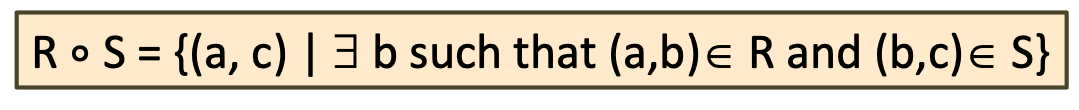 R ∘ S = {(a, c) | ∃ b such that (a,b)∈ R and (b,c)∈ S}